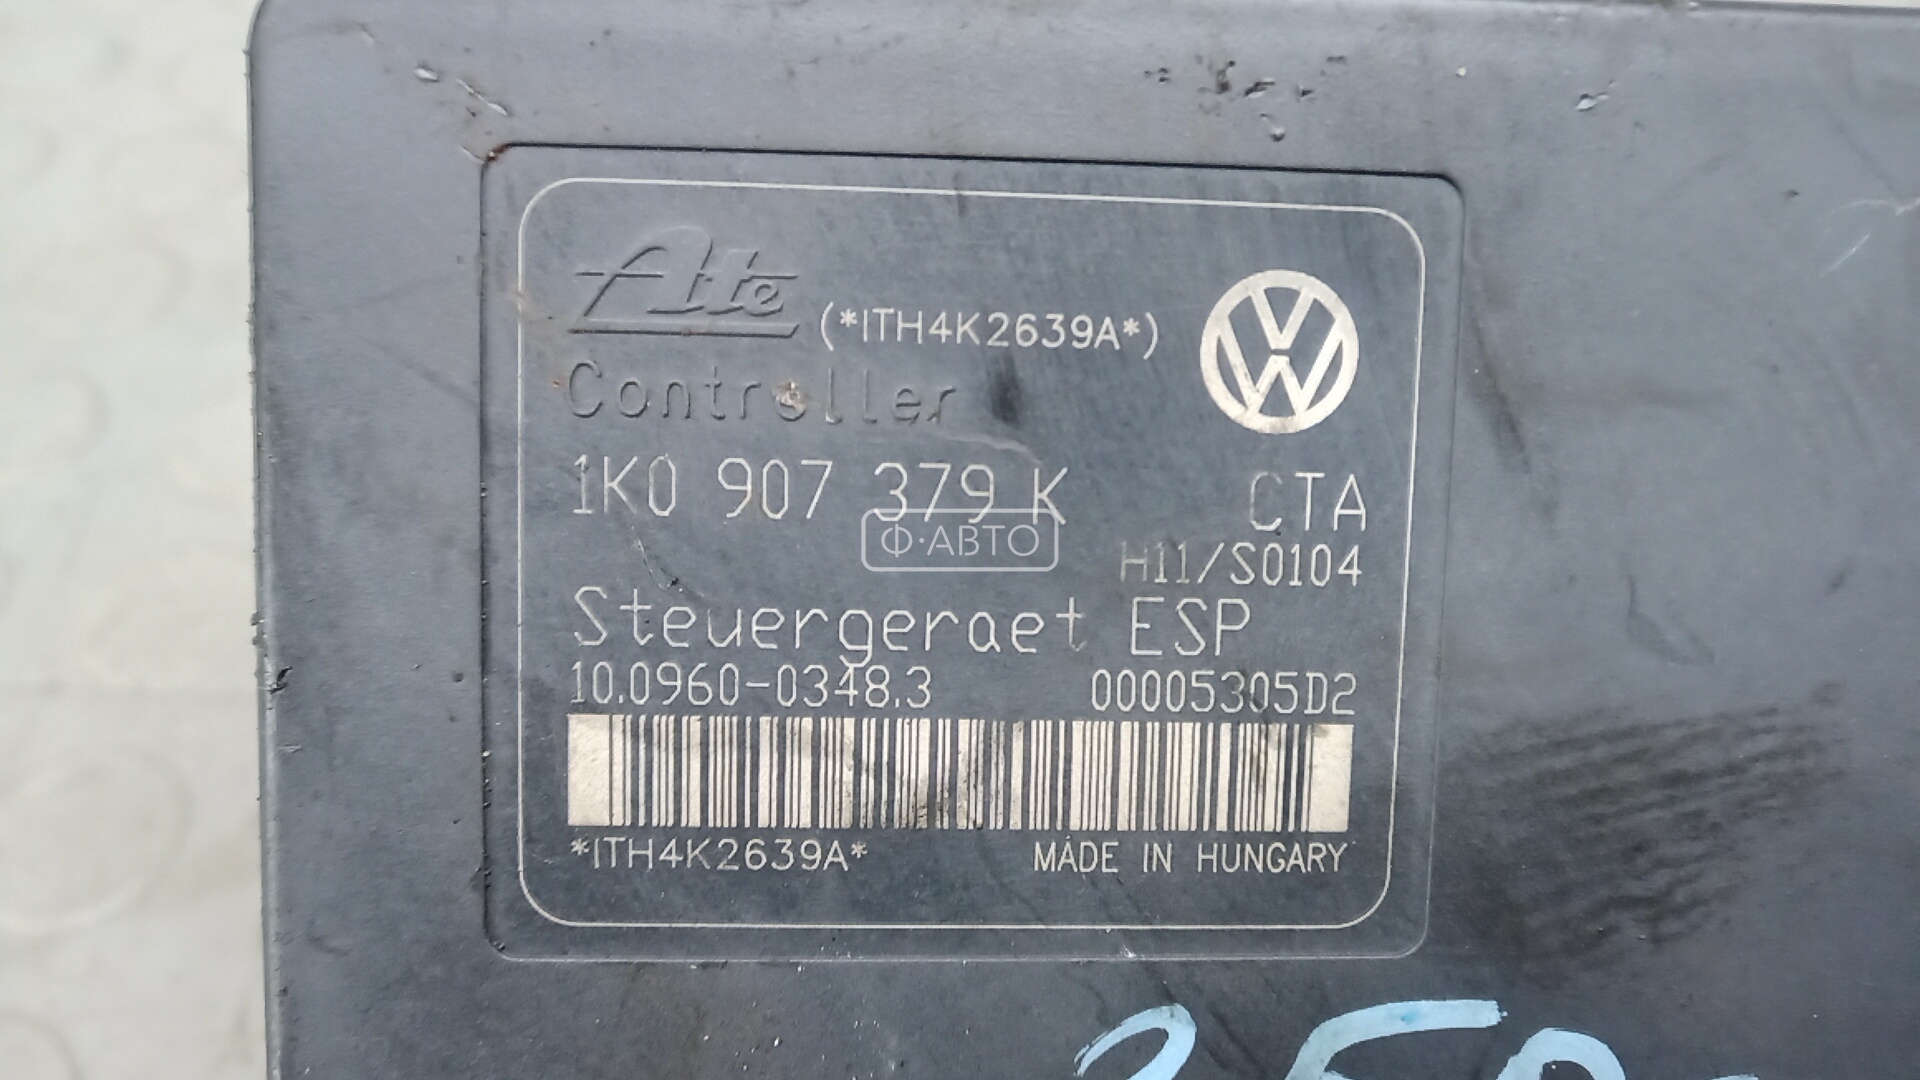 Ate (*ITH4K2639A*)
Controller
1K0 907 379 K CTA
Ф·АВТО
H11/S0104
Steuergeraet ESP
10.0960-0348.3 00005305D2
*ITH4K2639A* MADE IN HUNGARY